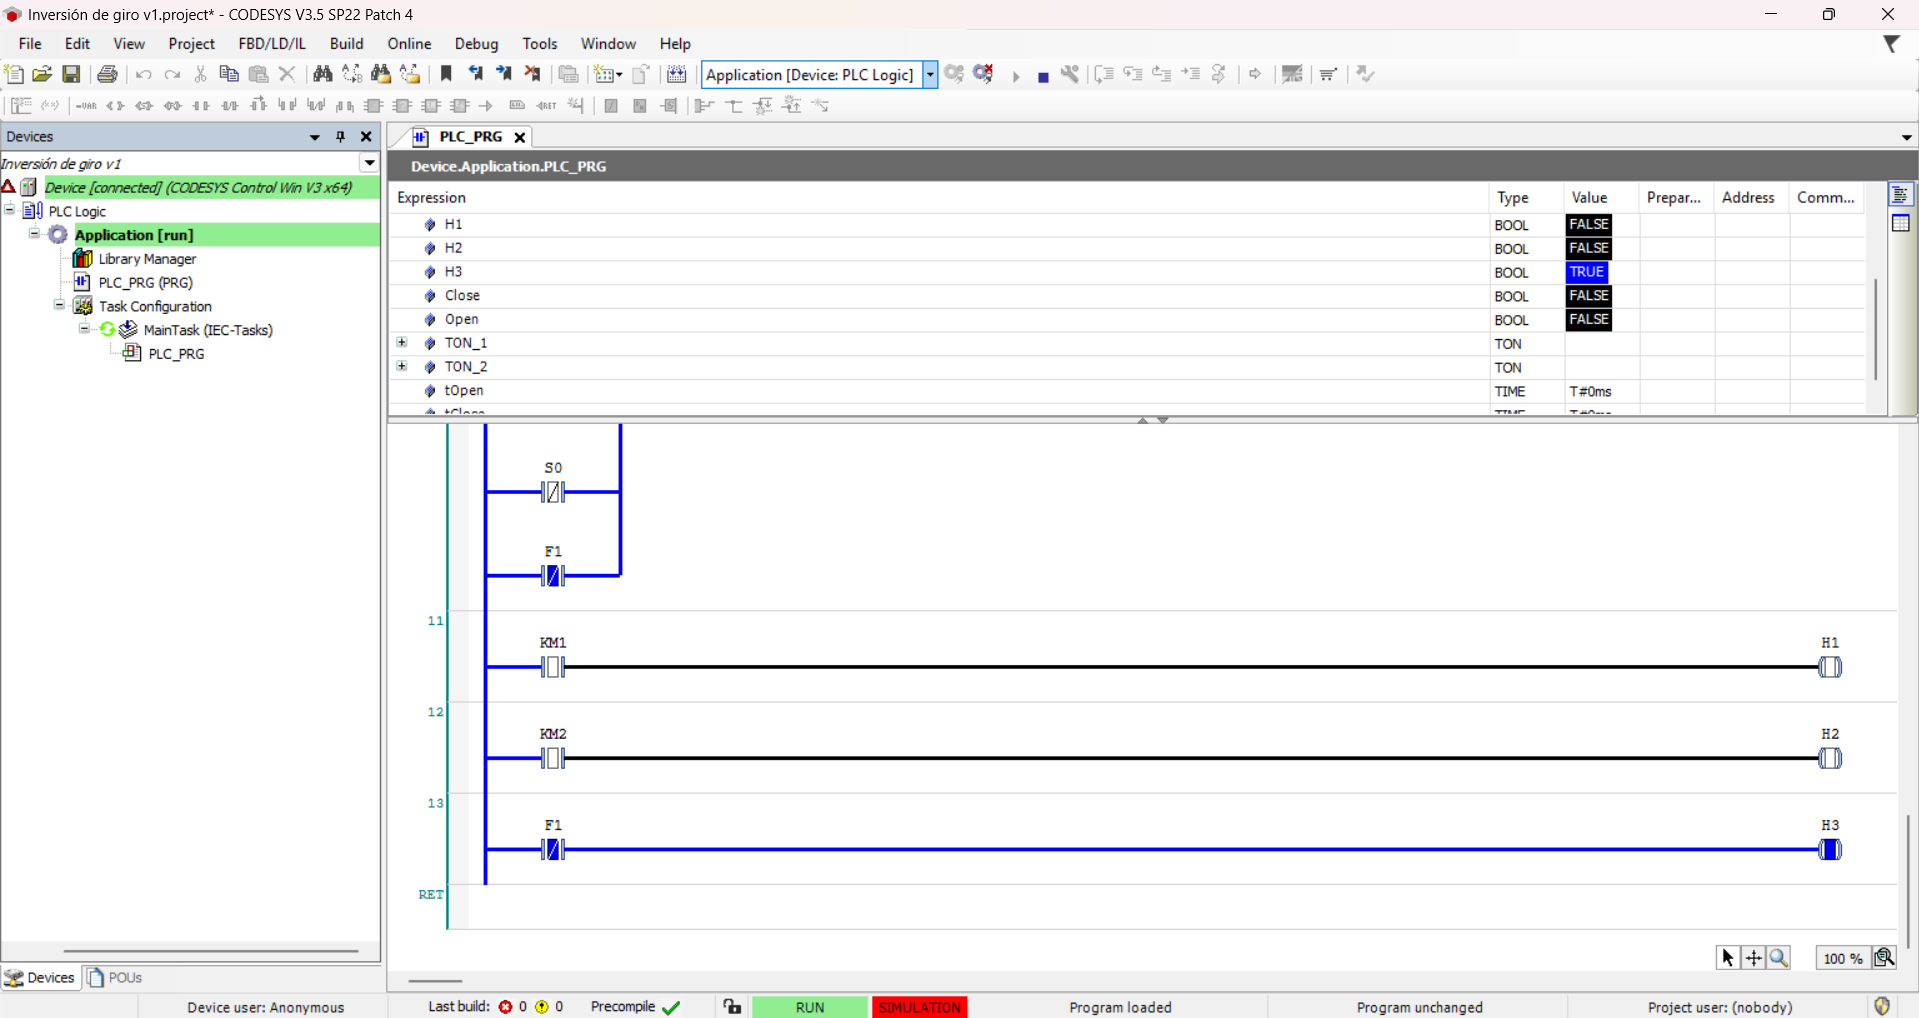 Inversión de giro v1.project* - CODESYS V3.5 SP22 Patch 4
File Edit View Project FBD/LD/IL Build Online Debug Tools Window Help
Application [Device: PLC Logic]
Devices
Inversión de giro v1
Device [connected] (CODESYS Control Win V3 x64)
PLC Logic
Application [run]
Library Manager
PLC_PRG (PRG)
Task Configuration
MainTask (IEC-Tasks)
PLC_PRG
Devices
POUs
PLC_PRG
Device.Application.PLC_PRG
Expression Type Value Prepar... Address Comm...
H1 BOOL FALSE
H2 BOOL FALSE
H3 BOOL TRUE
Close BOOL FALSE
Open BOOL FALSE
TON_1 TON
TON_2 TON
tOpen TIME T#0ms
tClose TIME T#0ms
S0
F1
11
KM1 H1
12
KM2 H2
13
F1 H3
RET
100 %
Device user: Anonymous Last build: 0 0 Precompile RUN SIMULATION Program loaded Program unchanged Project user: (nobody)